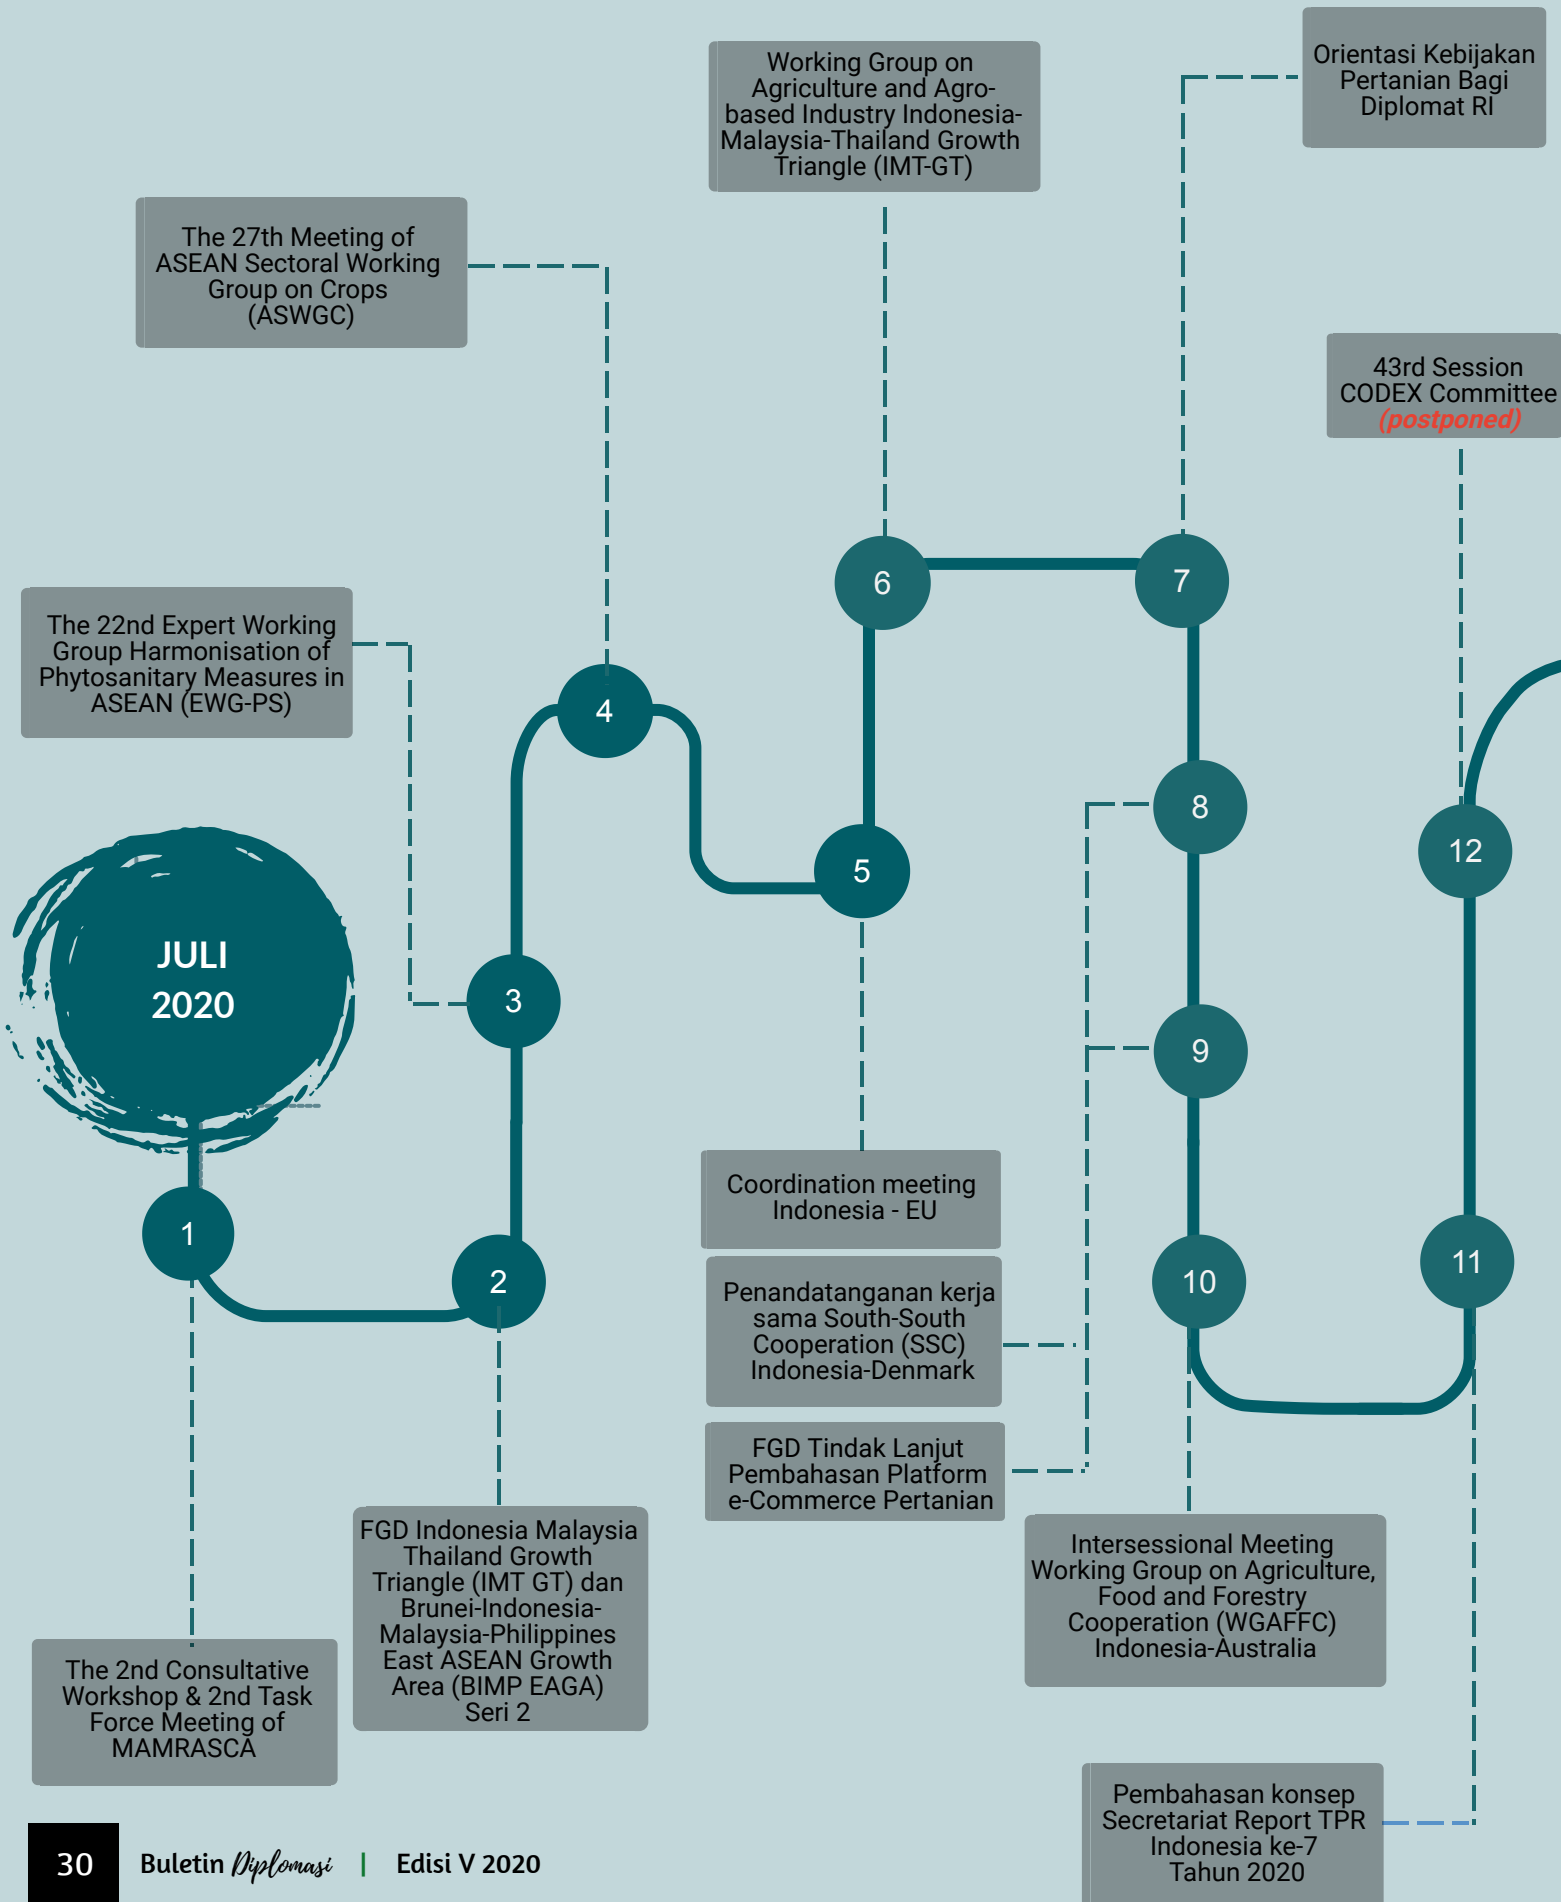 Orientasi Kebijakan
Pertanian Bagi
Diplomat RI
Working Group on
Agriculture and Agro-
based Industry Indonesia-
Malaysia-Thailand Growth
Triangle (IMT-GT)
The 27th Meeting of
ASEAN Sectoral Working
Group on Crops
(ASWGC)
43rd Session
CODEX Committee
(postponed)
The 22nd Expert Working
Group Harmonisation of
Phytosanitary Measures in
ASEAN (EWG-PS)
6
7
4
8
12
5
JULI
2020
3
9
1
2
10
11
Coordination meeting
Indonesia - EU
Penandatanganan kerja
sama South-South
Cooperation (SSC)
Indonesia-Denmark
FGD Tindak Lanjut
Pembahasan Platform
e-Commerce Pertanian
FGD Indonesia Malaysia
Thailand Growth
Triangle (IMT GT) dan
Brunei-Indonesia-
Malaysia-Philippines
East ASEAN Growth
Area (BIMP EAGA)
Seri 2
Intersessional Meeting
Working Group on Agriculture,
Food and Forestry
Cooperation (WGAFFC)
Indonesia-Australia
The 2nd Consultative
Workshop & 2nd Task
Force Meeting of
MAMRASCA
Pembahasan konsep
Secretariat Report TPR
Indonesia ke-7
Tahun 2020
30 Buletin Diplomasi | Edisi V 2020